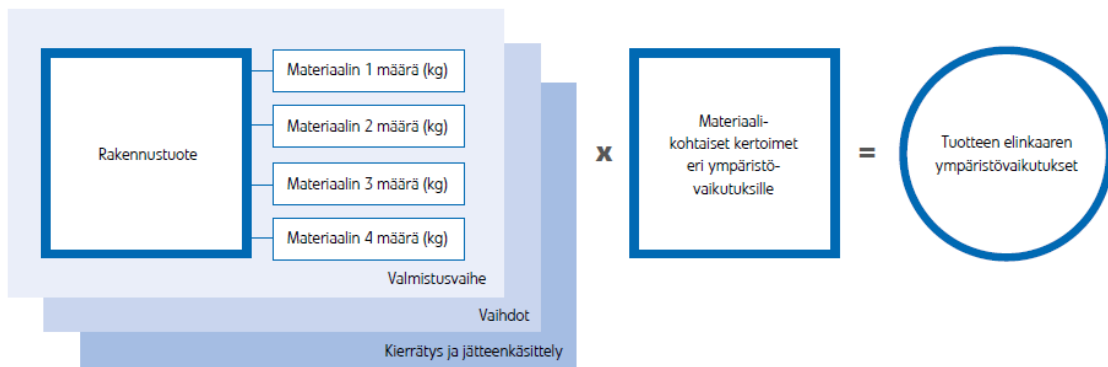 Rakennustuote
Materiaalin 1 määrä (kg)
Materiaalin 2 määrä (kg)
Materiaalin 3 määrä (kg)
Materiaalin 4 määrä (kg)
Valmistusvaihe
Vaihdot
Kierrätys ja jätteenkäsittely
x
Materiaali-
kohtaiset kertoimet
eri ympäristö-
vaikutuksille
=
Tuotteen elinkaaren
ympäristövaikutukset